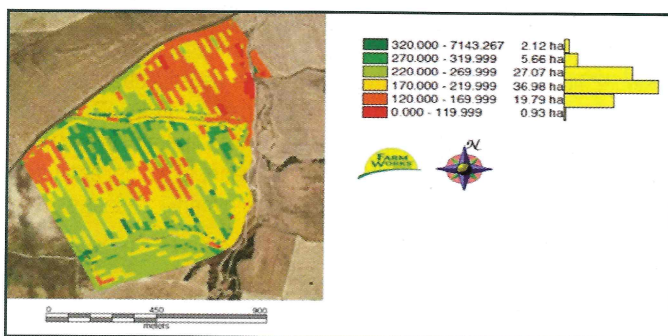 320.000 - 7143.267 2.12 ha
270.000 - 319.999 5.66 ha
220.000 - 269.999 27.07 ha
170.000 - 219.999 36.98 ha
120.000 - 169.999 19.79 ha
0.000 - 119.999 0.93 ha
FARM WORKS
N
0 450 900
meters